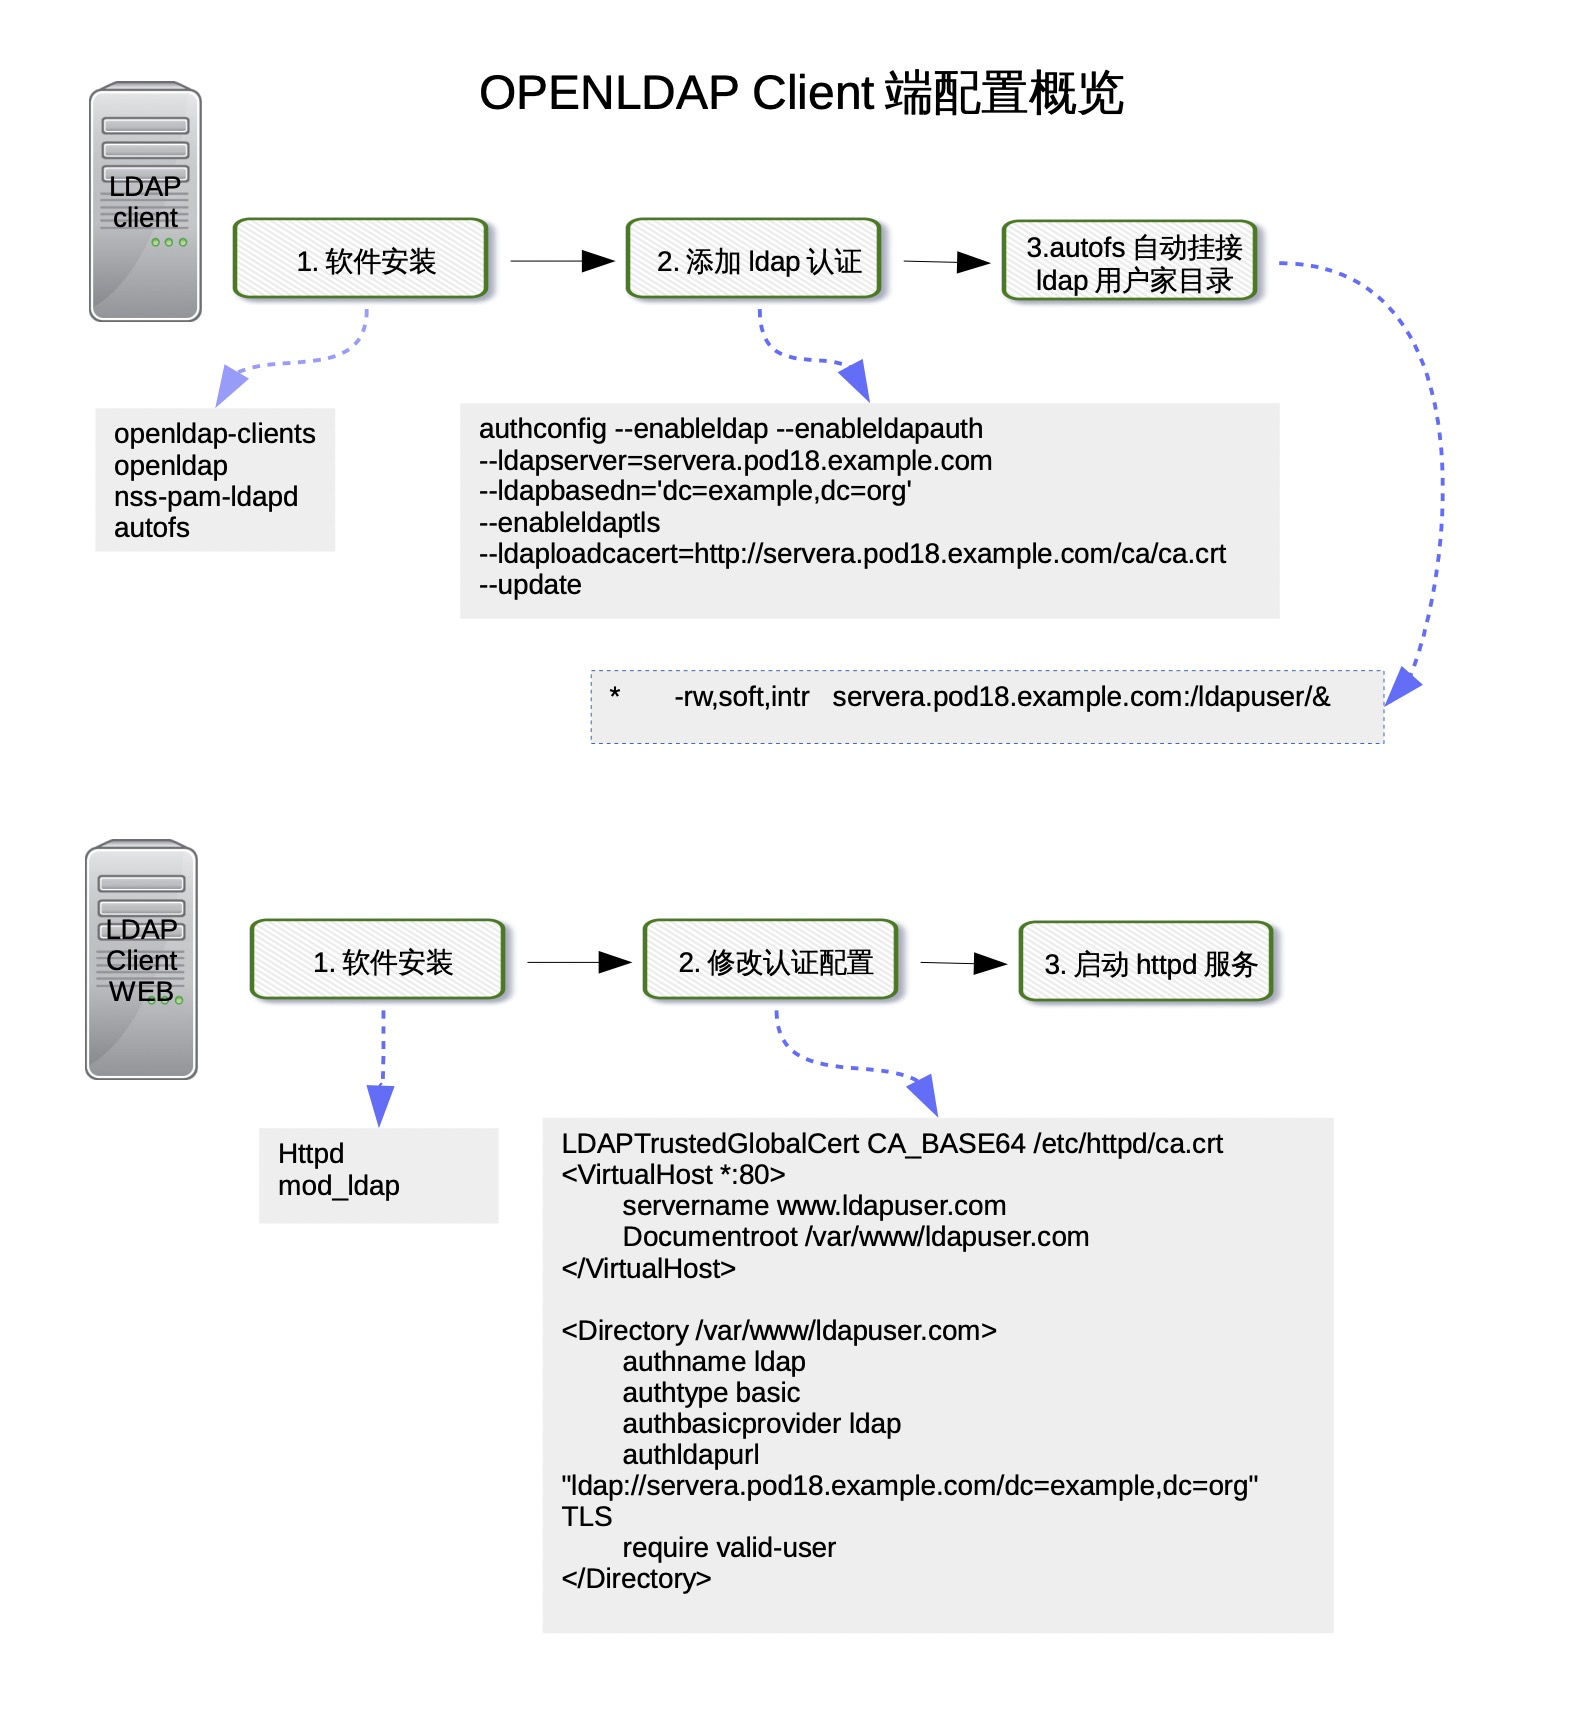 OPENLDAP Client 端配置概览
LDAP
client
1. 软件安装
2. 添加 ldap 认证
3.autofs 自动挂接
ldap 用户家目录
openldap-clients
openldap
nss-pam-ldapd
autofs
authconfig --enableldap --enableldapauth
--ldapserver=servera.pod18.example.com
--ldapbasedn='dc=example,dc=org'
--enableldaptls
--ldaploadcacert=http://servera.pod18.example.com/ca/ca.crt
--update
* -rw,soft,intr servera.pod18.example.com:/ldapuser/&
LDAP
Client
WEB
1. 软件安装
2. 修改认证配置
3. 启动 httpd 服务
Httpd
mod_ldap
LDAPTrustedGlobalCert CA_BASE64 /etc/httpd/ca.crt
<VirtualHost *:80>
servername www.ldapuser.com
Documentroot /var/www/ldapuser.com
</VirtualHost>
<Directory /var/www/ldapuser.com>
authname ldap
authtype basic
authbasicprovider ldap
authldapurl
"ldap://servera.pod18.example.com/dc=example,dc=org"
TLS
require valid-user
</Directory>